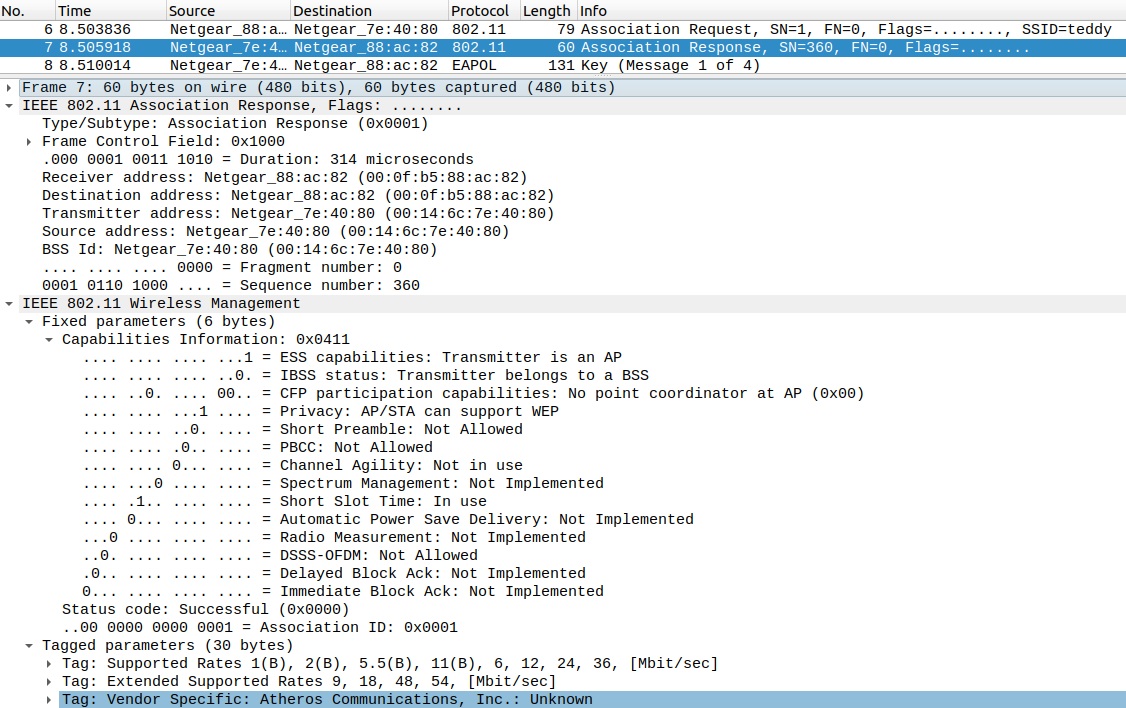 No. Time Source Destination Protocol Length Info
6 8.503836 Netgear_88:a… Netgear_7e:40:80 802.11 79 Association Request, SN=1, FN=0, Flags=........, SSID=teddy
7 8.505918 Netgear_7e:4… Netgear_88:ac:82 802.11 60 Association Response, SN=360, FN=0, Flags=........
8 8.510014 Netgear_7e:4… Netgear_88:ac:82 EAPOL 131 Key (Message 1 of 4)
Frame 7: 60 bytes on wire (480 bits), 60 bytes captured (480 bits)
IEEE 802.11 Association Response, Flags: ........
Type/Subtype: Association Response (0x0001)
Frame Control Field: 0x1000
.000 0001 0011 1010 = Duration: 314 microseconds
Receiver address: Netgear_88:ac:82 (00:0f:b5:88:ac:82)
Destination address: Netgear_88:ac:82 (00:0f:b5:88:ac:82)
Transmitter address: Netgear_7e:40:80 (00:14:6c:7e:40:80)
Source address: Netgear_7e:40:80 (00:14:6c:7e:40:80)
BSS Id: Netgear_7e:40:80 (00:14:6c:7e:40:80)
.... .... .... 0000 = Fragment number: 0
0001 0110 1000 .... = Sequence number: 360
IEEE 802.11 Wireless Management
Fixed parameters (6 bytes)
Capabilities Information: 0x0411
.... .... .... ...1 = ESS capabilities: Transmitter is an AP
.... .... .... ..0. = IBSS status: Transmitter belongs to a BSS
.... ..0. .... 00.. = CFP participation capabilities: No point coordinator at AP (0x00)
.... .... ...1 .... = Privacy: AP/STA can support WEP
.... .... ..0. .... = Short Preamble: Not Allowed
.... .... .0.. .... = PBCC: Not Allowed
.... .... 0... .... = Channel Agility: Not in use
.... ...0 .... .... = Spectrum Management: Not Implemented
.... .1.. .... .... = Short Slot Time: In use
.... 0... .... .... = Automatic Power Save Delivery: Not Implemented
...0 .... .... .... = Radio Measurement: Not Implemented
..0. .... .... .... = DSSS-OFDM: Not Allowed
.0.. .... .... .... = Delayed Block Ack: Not Implemented
0... .... .... .... = Immediate Block Ack: Not Implemented
Status code: Successful (0x0000)
..00 0000 0000 0001 = Association ID: 0x0001
Tagged parameters (30 bytes)
Tag: Supported Rates 1(B), 2(B), 5.5(B), 11(B), 6, 12, 24, 36, [Mbit/sec]
Tag: Extended Supported Rates 9, 18, 48, 54, [Mbit/sec]
Tag: Vendor Specific: Atheros Communications, Inc.: Unknown